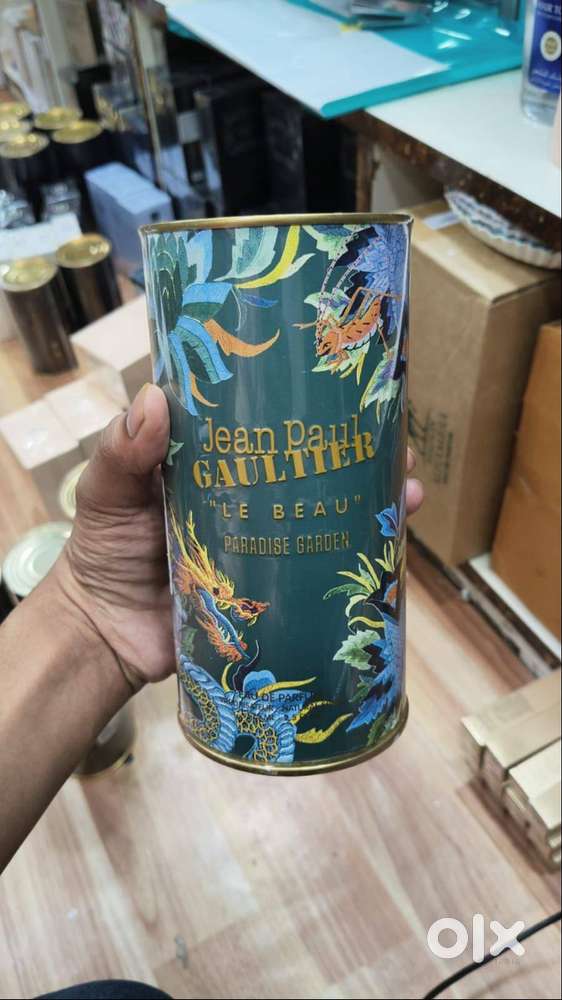 Jean Paul
GAULTIER
"LE BEAU"
PARADISE GARDEN
EAU DE PARFUM
olx